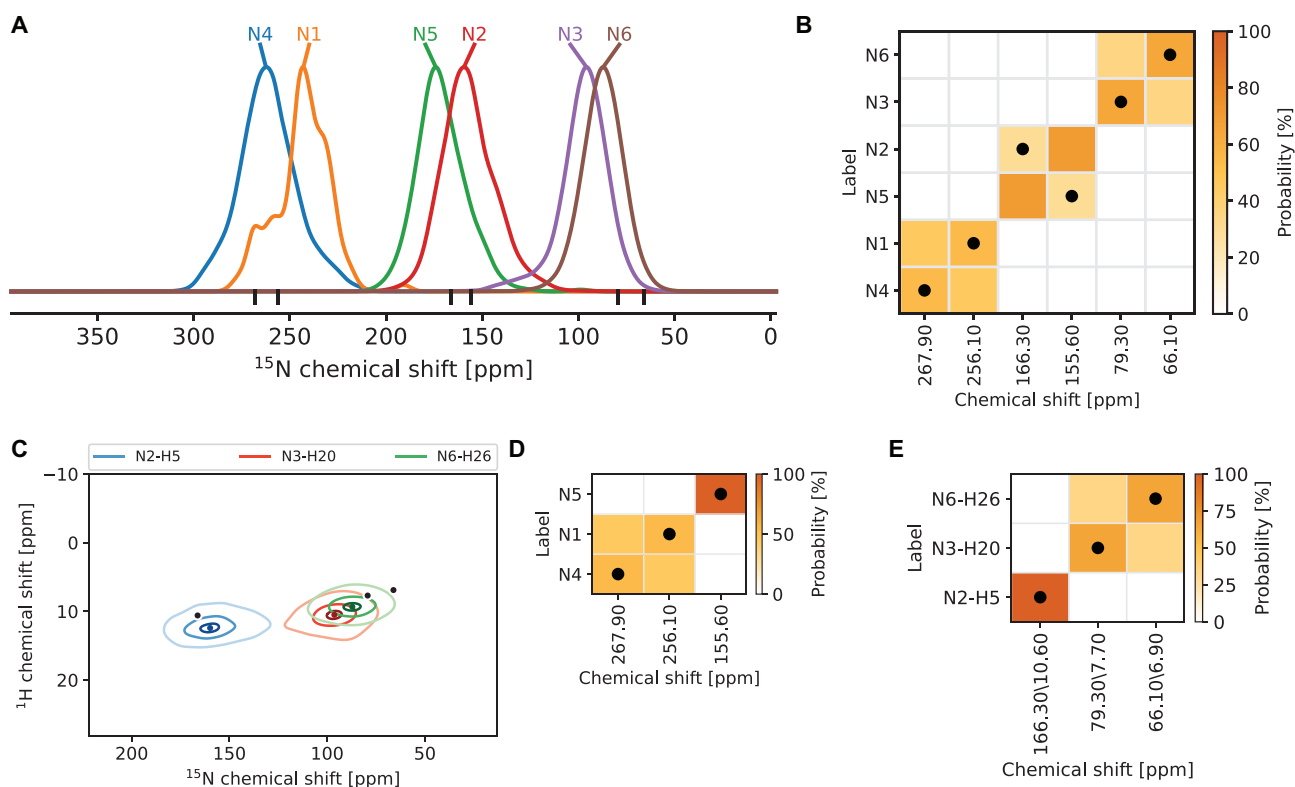 A
N4 N1 N5 N2 N3 N6
350 300 250 200 150 100 50 0
¹⁵N chemical shift [ppm]
B
N6
N3
N2
N5
N1
N4
Label
267.90 256.10 166.30 155.60 79.30 66.10
Chemical shift [ppm]
100
80
60
40
20
0
Probability [%]
C
N2-H5 N3-H20 N6-H26
−10
0
10
20
¹H chemical shift [ppm]
200 150 100 50
¹⁵N chemical shift [ppm]
D
N5
N1
N4
Label
267.90 256.10 155.60
Chemical shift [ppm]
100
50
0
Probability [%]
E
N6-H26
N3-H20
N2-H5
Label
166.30\10.60 79.30\7.70 66.10\6.90
Chemical shift [ppm]
100
75
50
25
0
Probability [%]